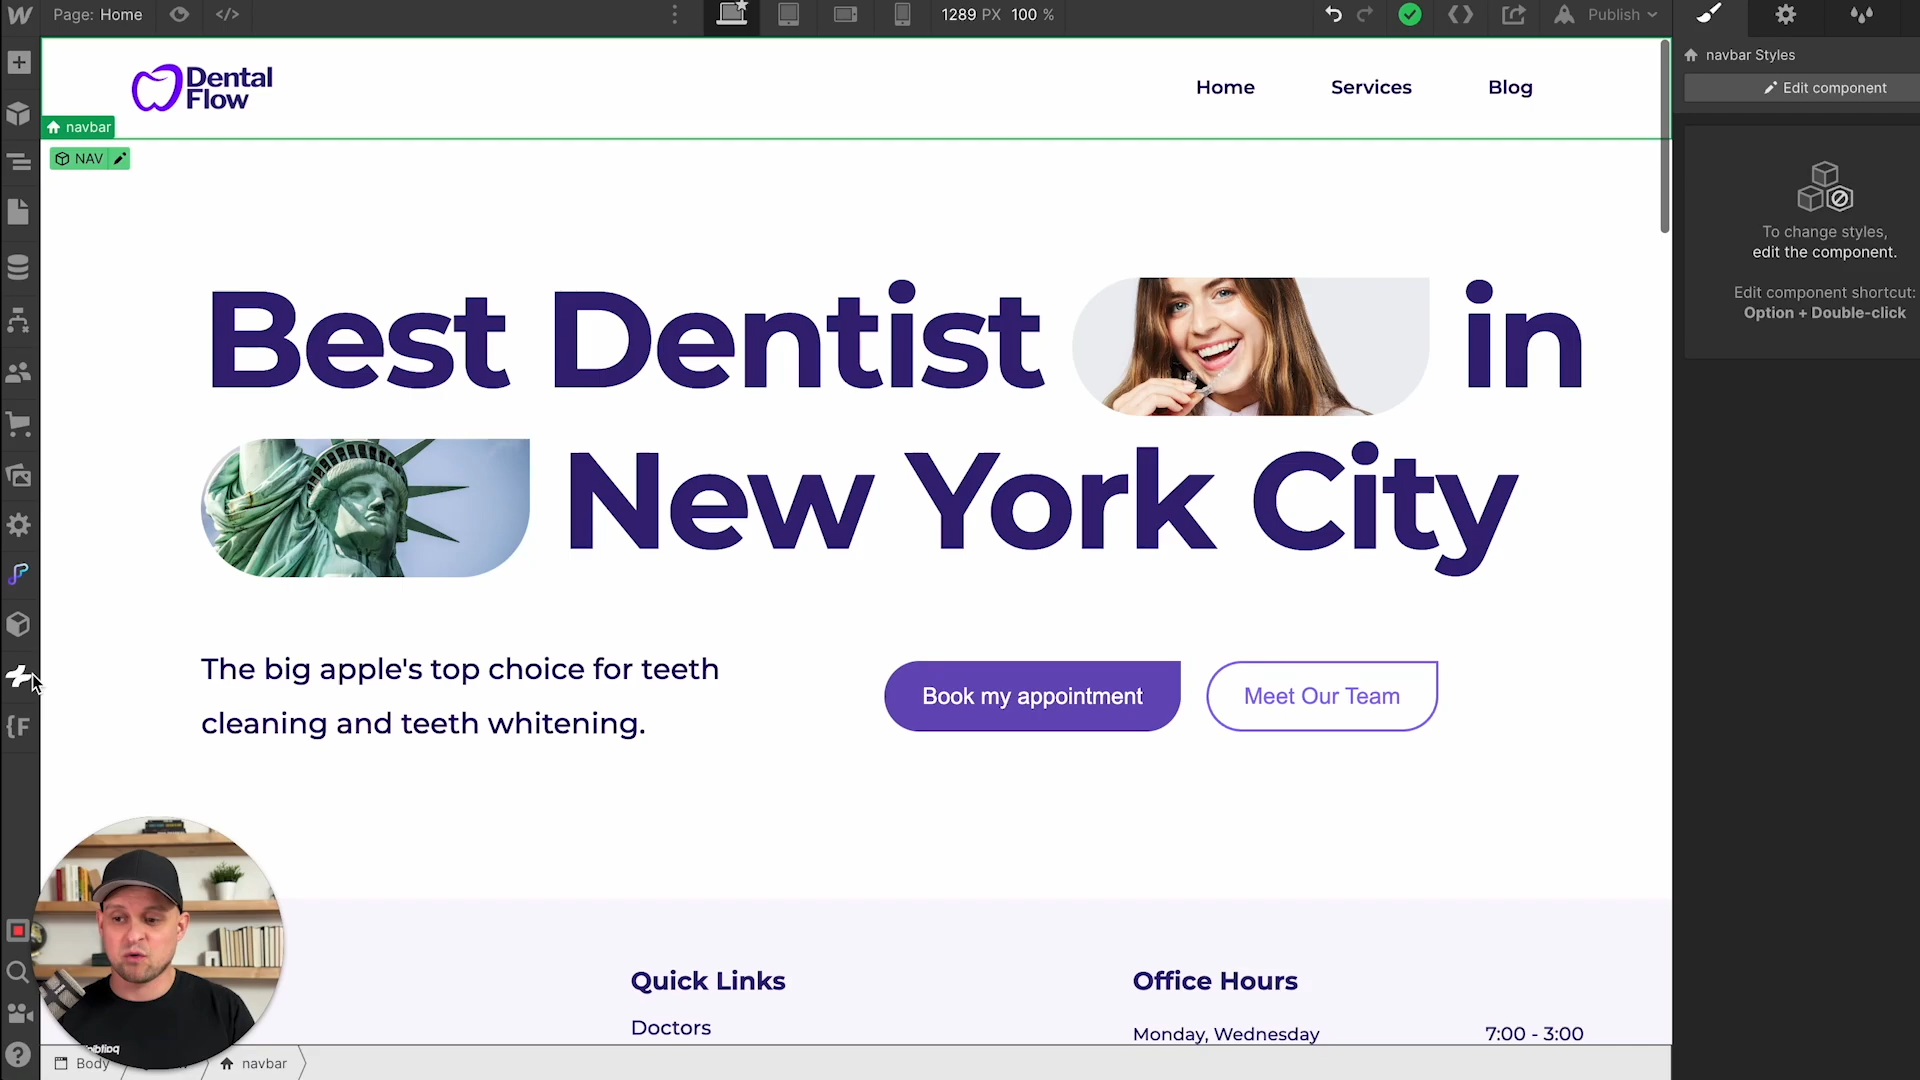 Page: Home
</>
1289 PX 100 %
Publish
navbar Styles
Edit component
To change styles,
edit the component.
Edit component shortcut:
Option + Double-click
Dental
Flow
Home
Services
Blog
navbar
NAV
Best Dentist in
New York City
The big apple's top choice for teeth
cleaning and teeth whitening.
Book my appointment
Meet Our Team
{F
Quick Links
Office Hours
Doctors
Monday, Wednesday
7:00 - 3:00
Body
navbar